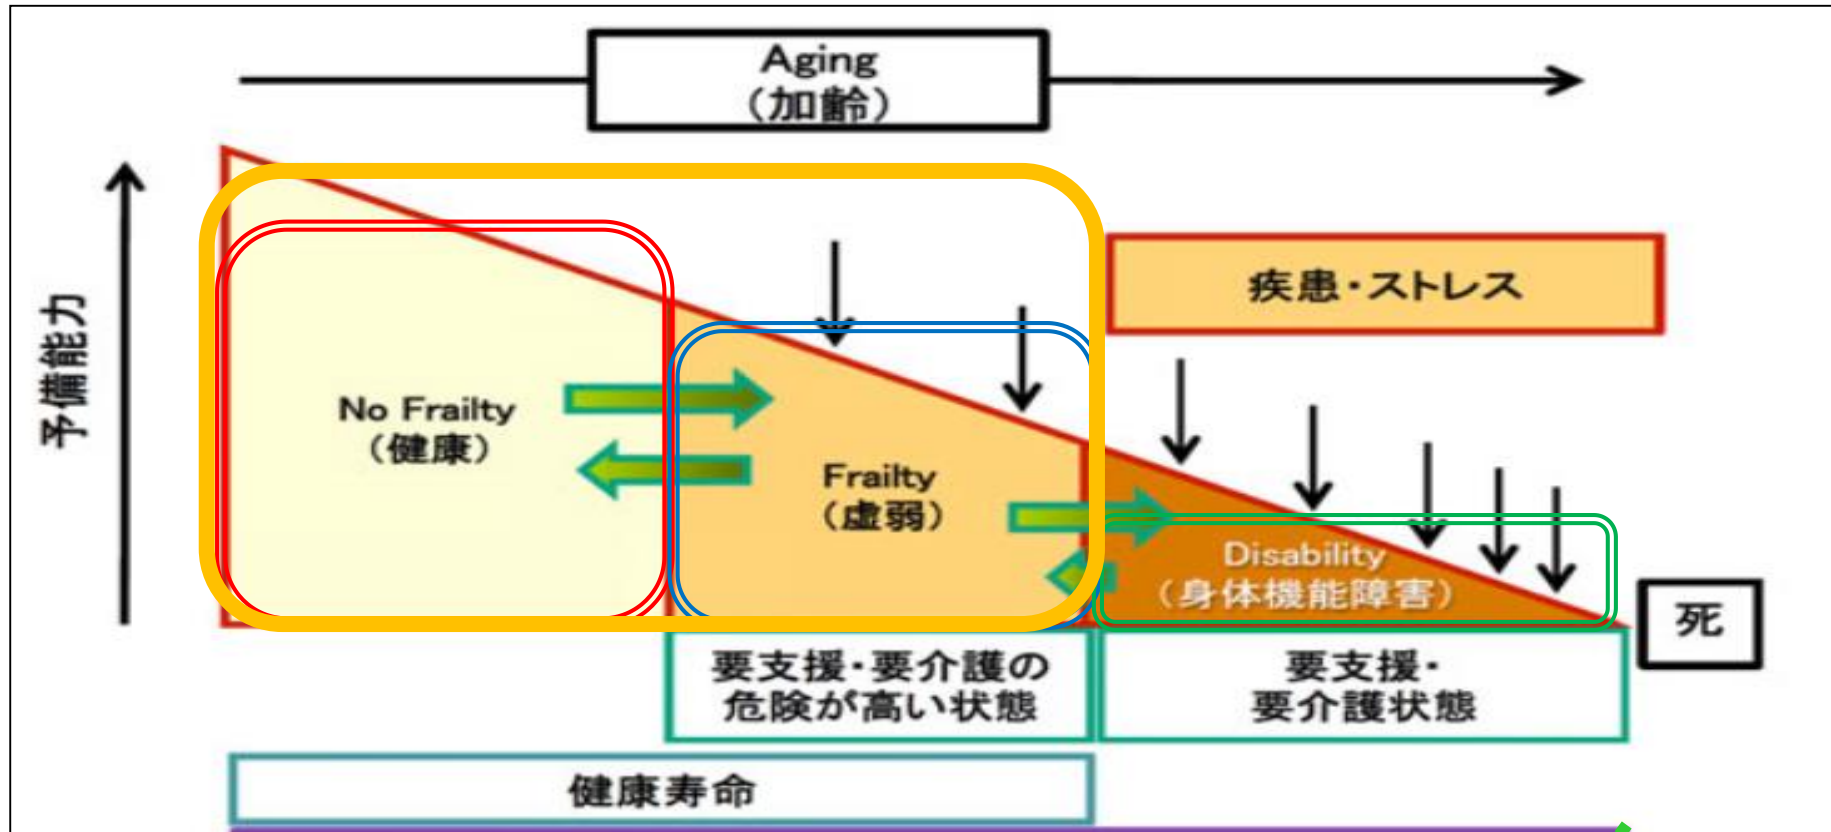 Aging
（加齢）
予備能力
疾患・ストレス
No Frailty
（健康）
Frailty
（虚弱）
Disability
（身体機能障害）
死
要支援・要介護の
危険が高い状態
要支援・
要介護状態
健康寿命